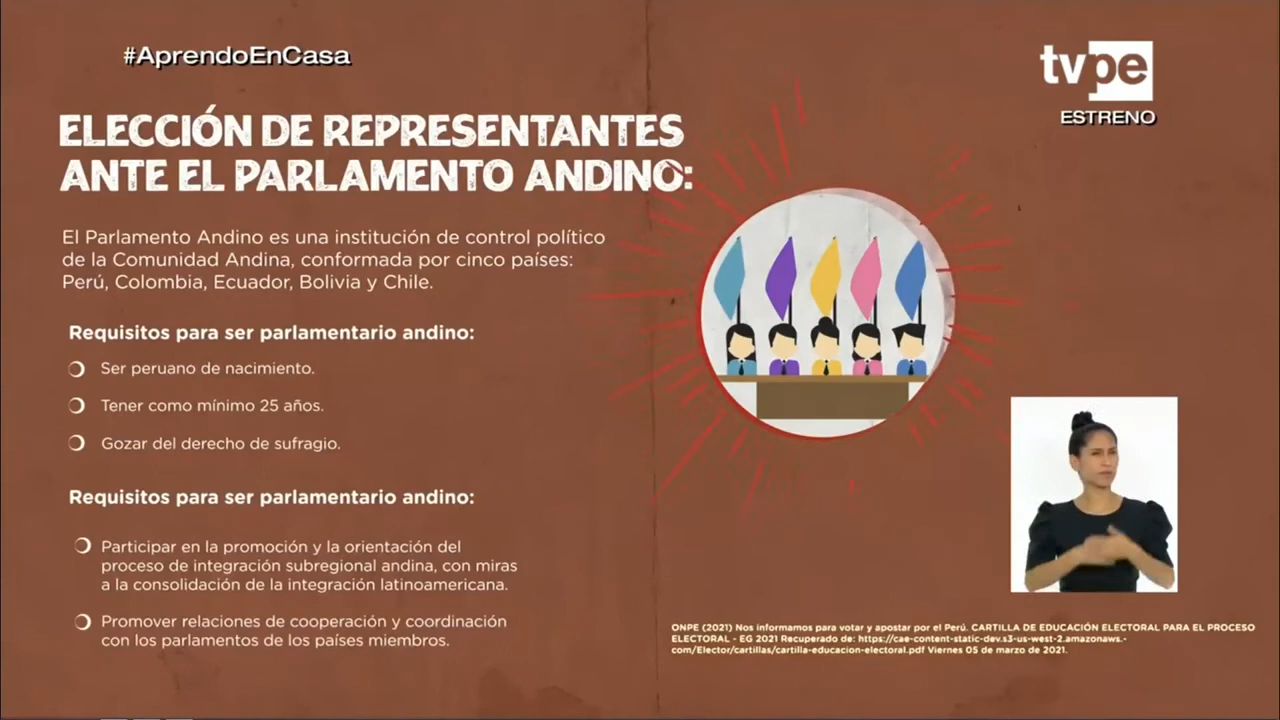 #AprendoEnCasa
tvpe
ESTRENO
ELECCIÓN DE REPRESENTANTES
ANTE EL PARLAMENTO ANDINO:
El Parlamento Andino es una institución de control político
de la Comunidad Andina, conformada por cinco países:
Perú, Colombia, Ecuador, Bolivia y Chile.
Requisitos para ser parlamentario andino:
Ser peruano de nacimiento.
Tener como mínimo 25 años.
Gozar del derecho de sufragio.
Requisitos para ser parlamentario andino:
Participar en la promoción y la orientación del
proceso de integración subregional andina, con miras
a la consolidación de la integración latinoamericana.
Promover relaciones de cooperación y coordinación
con los parlamentos de los países miembros.
ONPE (2021) Nos informamos para votar y apostar por el Perú. CARTILLA DE EDUCACIÓN ELECTORAL PARA EL PROCESO
ELECTORAL - EG 2021 Recuperado de: https://cae-content-static-dev.s3-us-west-2.amazonaws.-
com/Elector/cartillas/cartilla-educacion-electoral.pdf Viernes 05 de marzo de 2021.